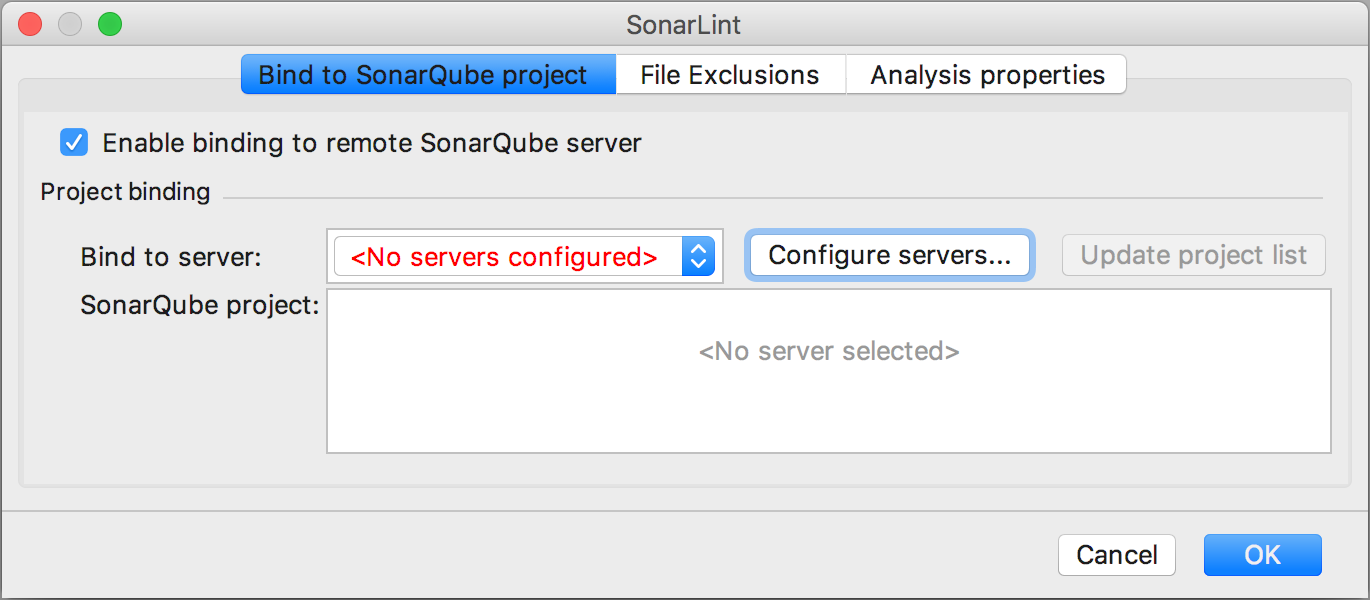 SonarLint
Bind to SonarQube project File Exclusions Analysis properties
Enable binding to remote SonarQube server
Project binding
Bind to server: <No servers configured> Configure servers... Update project list
SonarQube project:
<No server selected>
Cancel OK